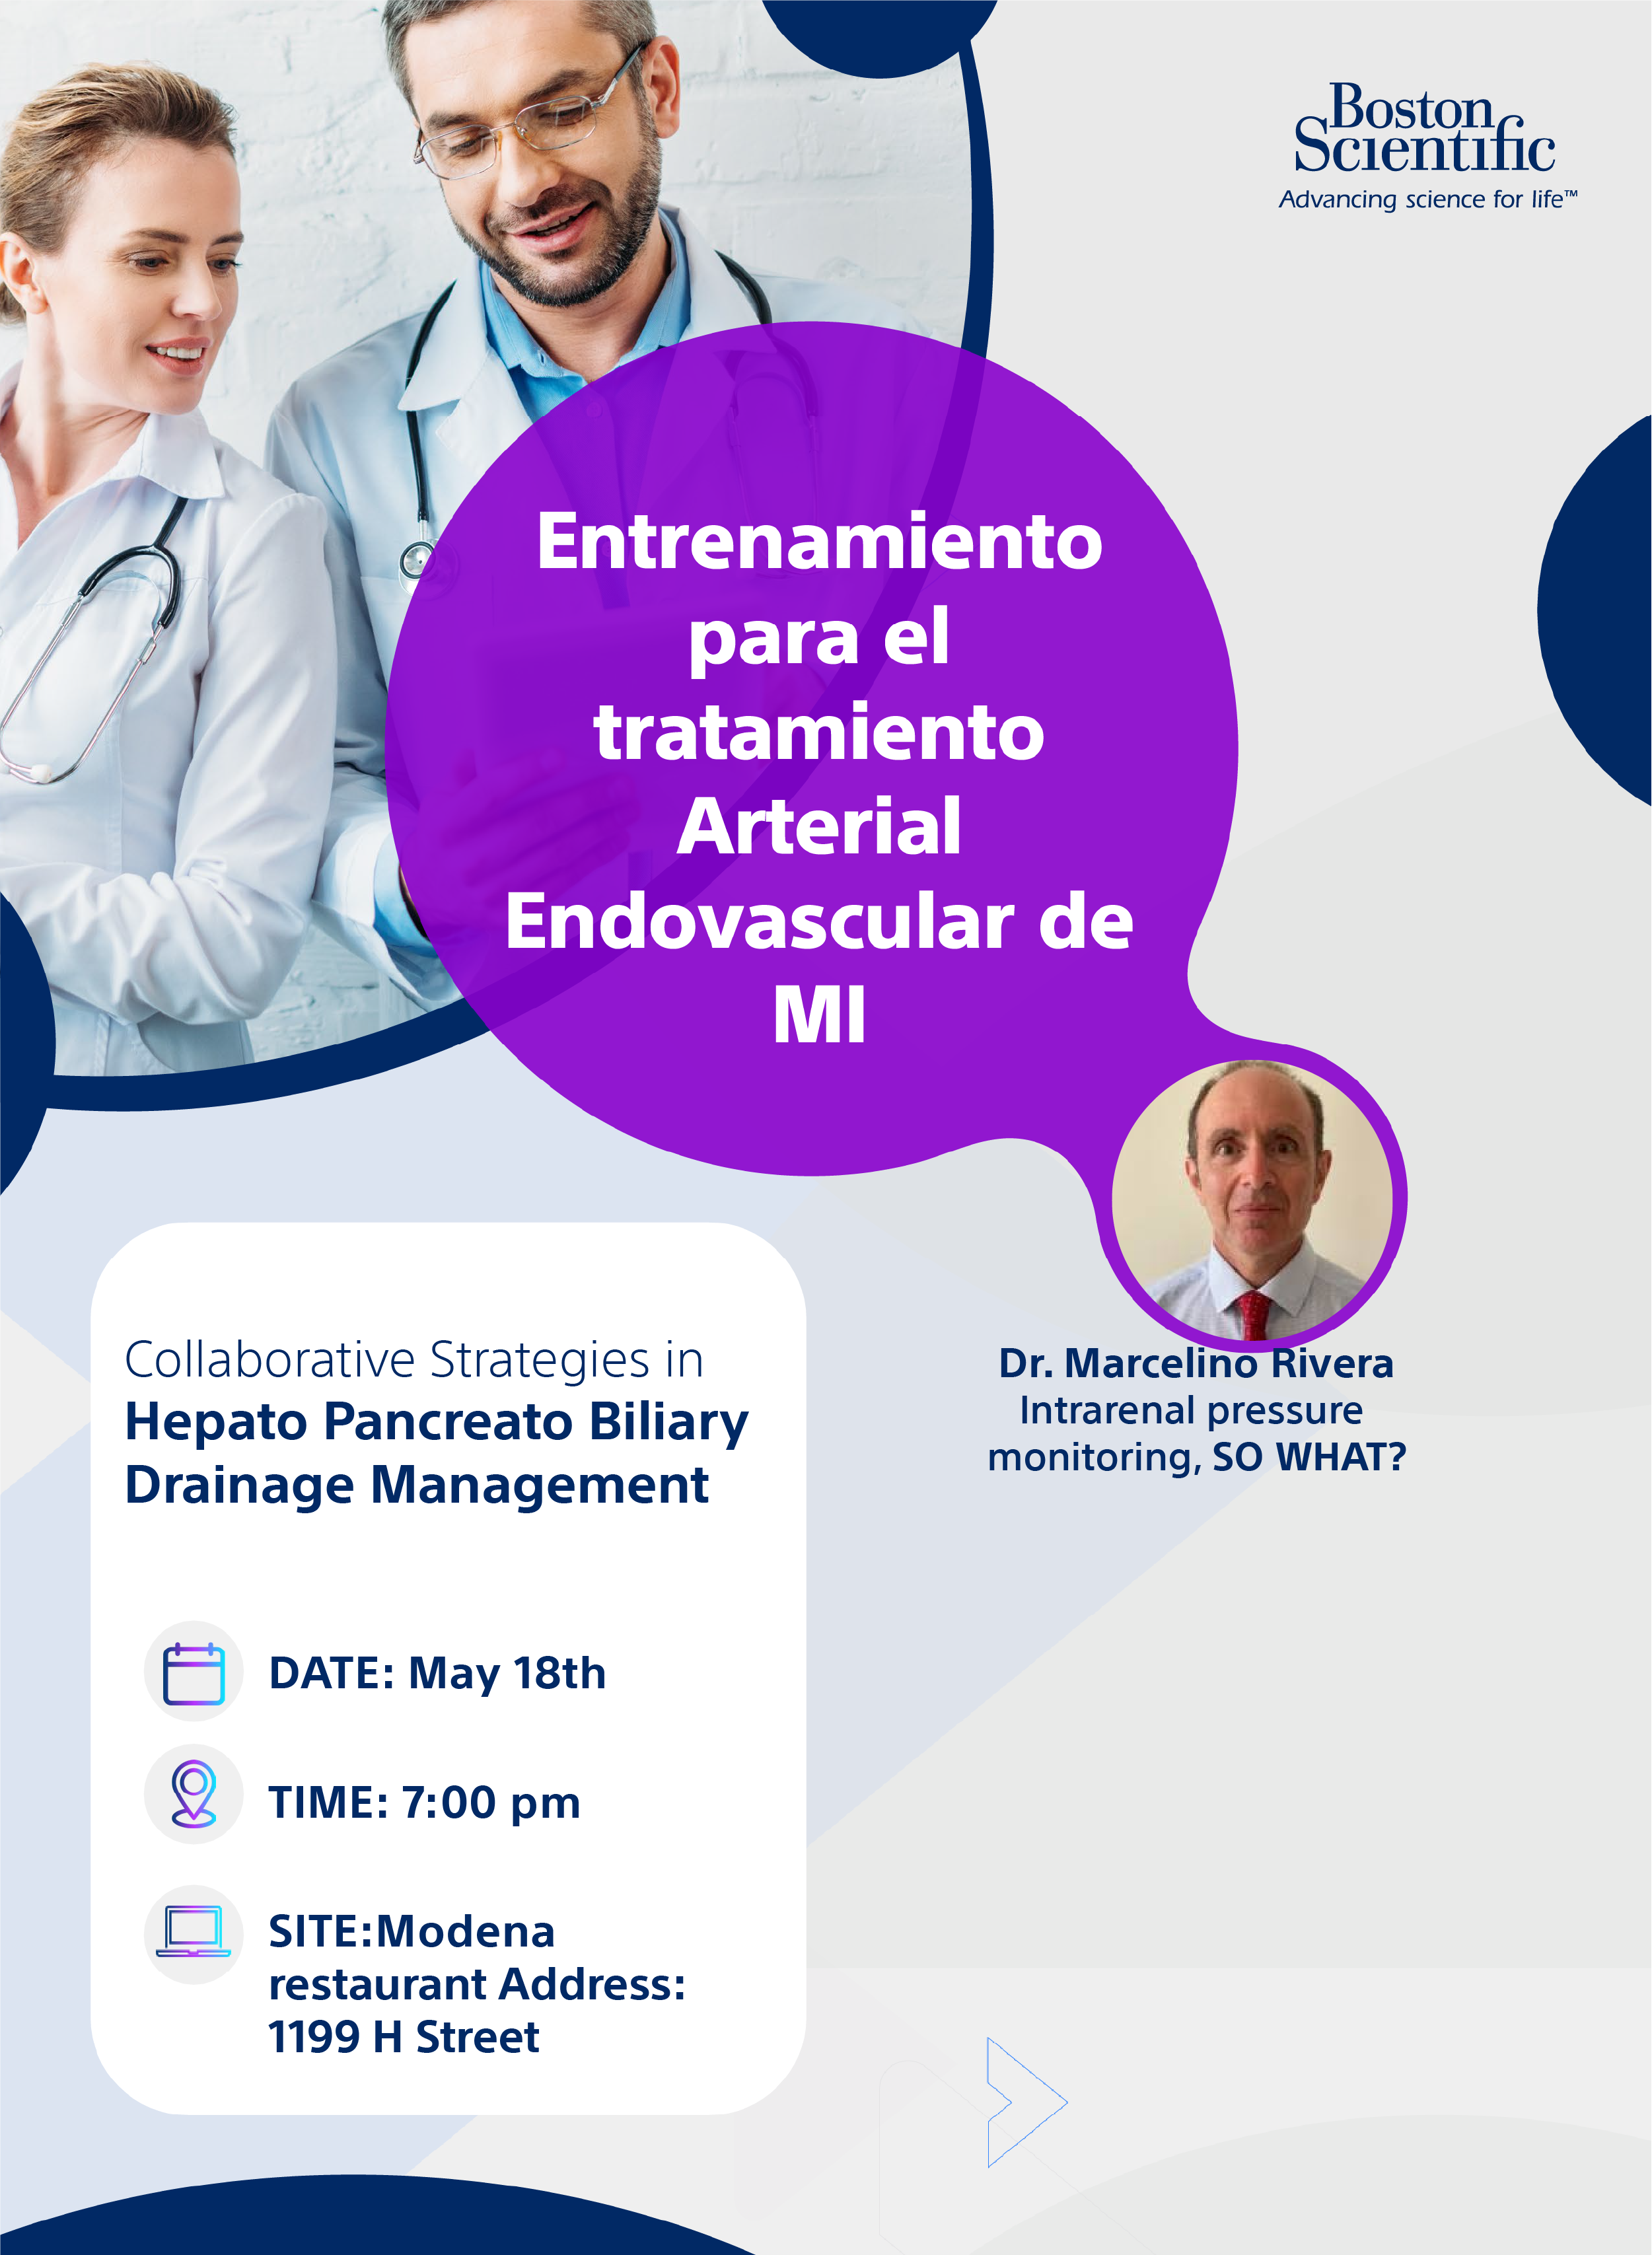 Boston
Scientific
Advancing science for life™
Entrenamiento
para el
tratamiento
Arterial
Endovascular de
MI
Dr. Marcelino Rivera
Intrarenal pressure
monitoring, SO WHAT?
Collaborative Strategies in
Hepato Pancreato Biliary
Drainage Management
DATE: May 18th
TIME: 7:00 pm
SITE:Modena
restaurant Address:
1199 H Street